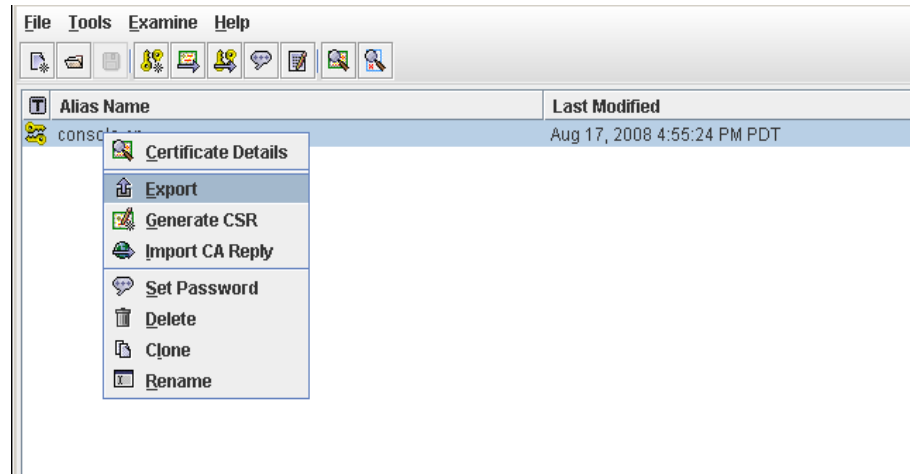 File Tools Examine Help
T Alias Name Last Modified
Aug 17, 2008 4:55:24 PM PDT
Certificate Details
Export
Generate CSR
Import CA Reply
Set Password
Delete
Clone
Rename